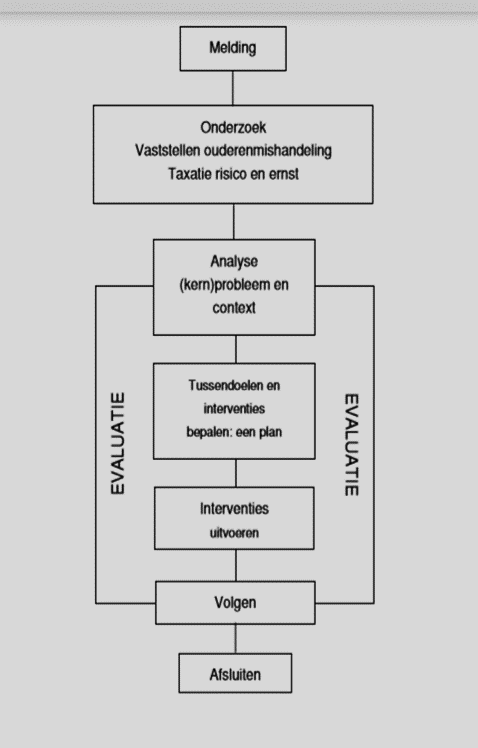 Melding
Onderzoek
Vaststellen ouderenmishandeling
Taxatie risico en ernst
Analyse
(kern)probleem en
context
EVALUATIE
EVALUATIE
Tussendoelen en
interventies
bepalen: een plan
Interventies
uitvoeren
Volgen
Afsluiten